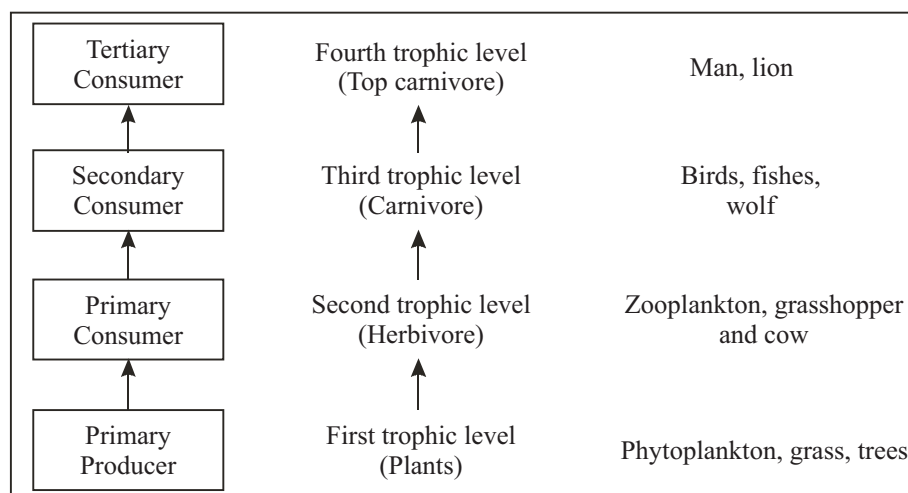 Tertiary
Consumer
Fourth trophic level
(Top carnivore)
Man, lion
Secondary
Consumer
Third trophic level
(Carnivore)
Birds, fishes,
wolf
Primary
Consumer
Second trophic level
(Herbivore)
Zooplankton, grasshopper
and cow
Primary
Producer
First trophic level
(Plants)
Phytoplankton, grass, trees